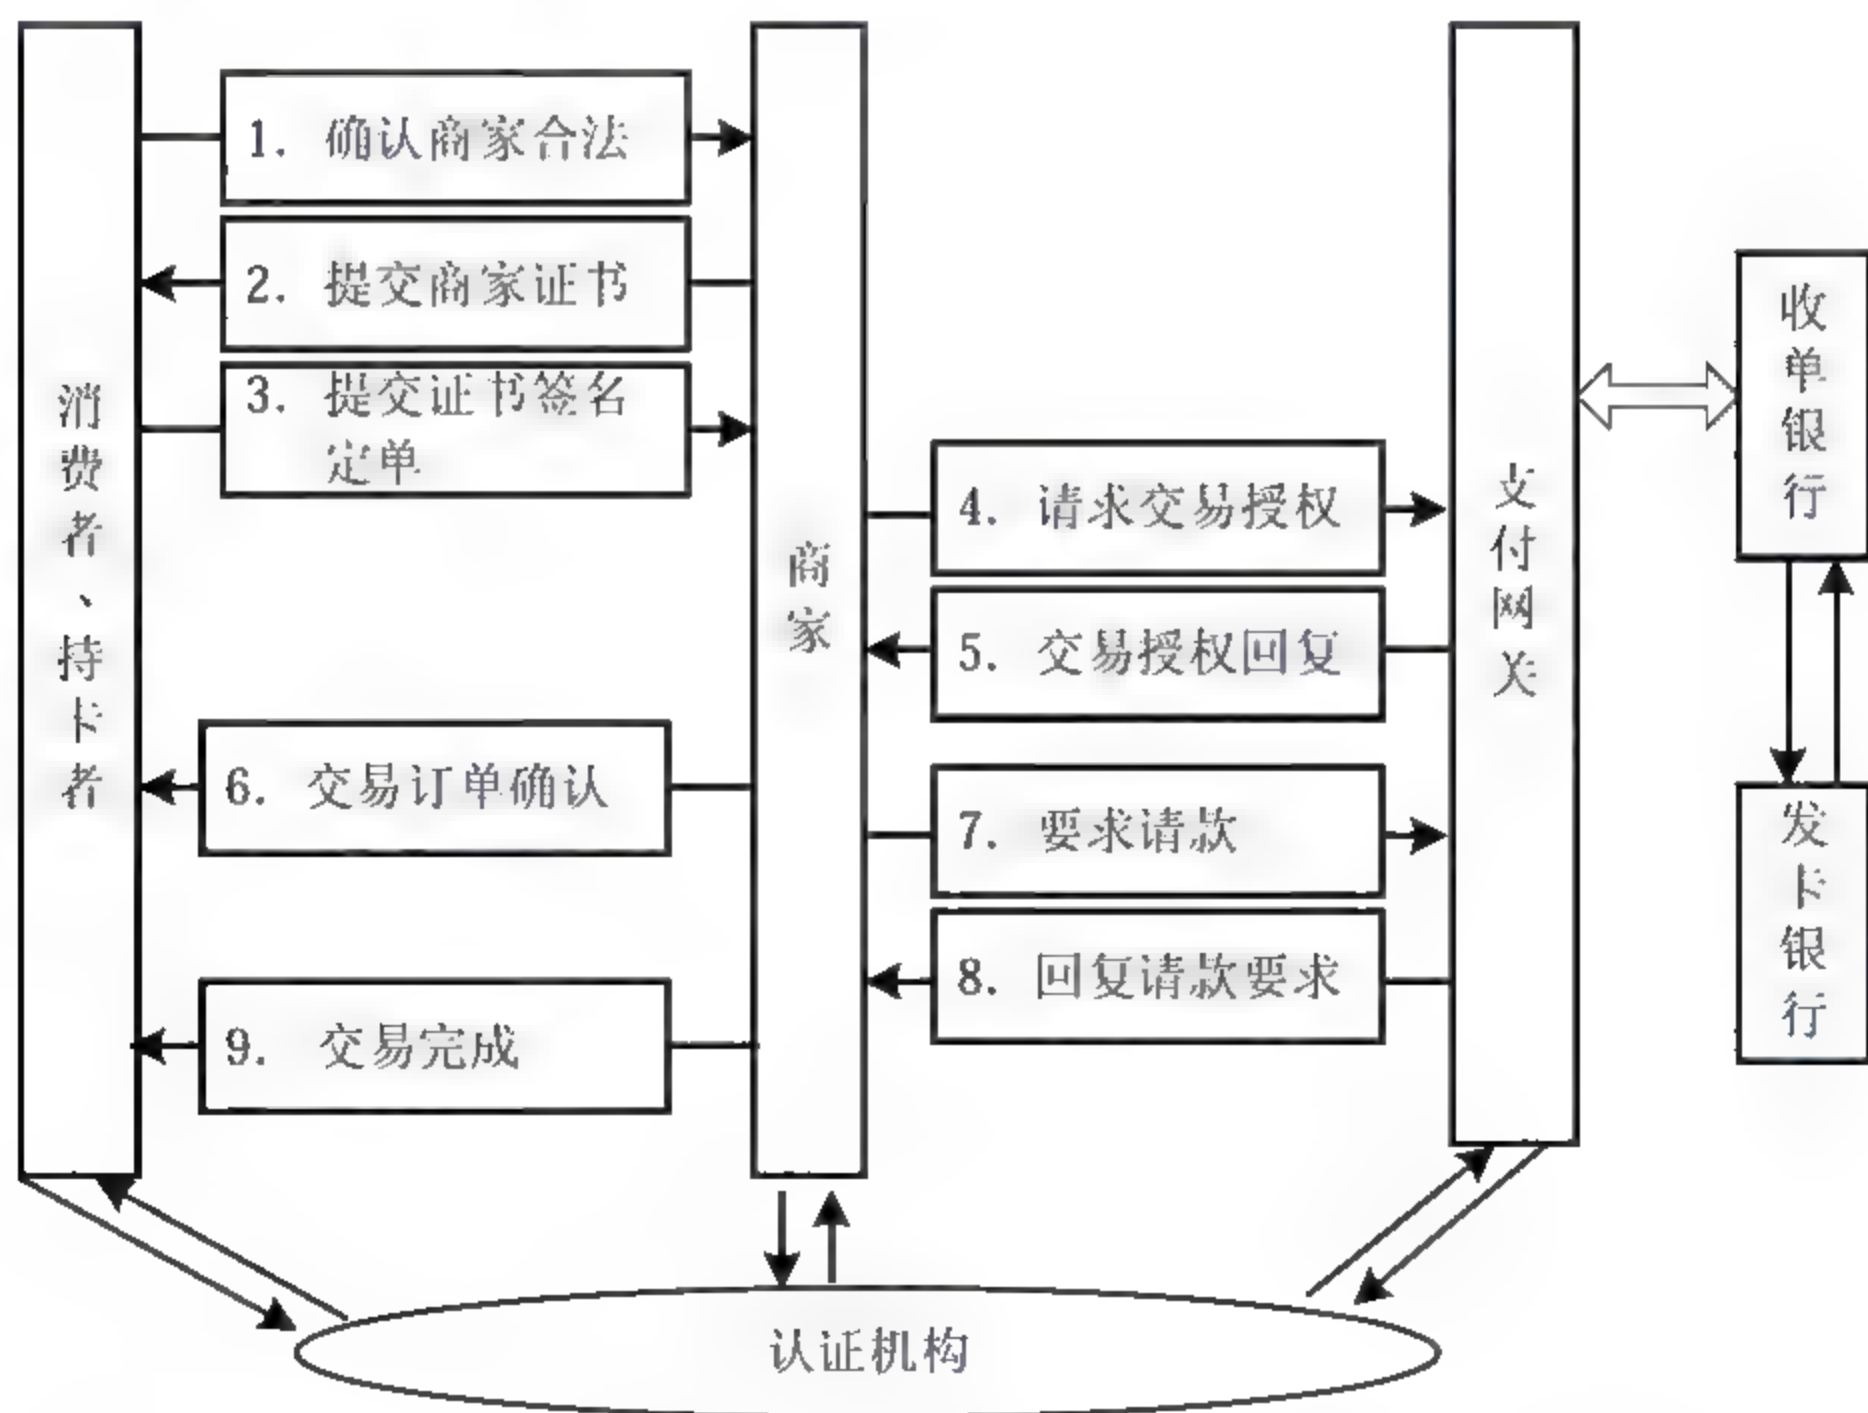 1. 确认商家合法
2. 提交商家证书
3. 提交证书签名
定单
消费者、持卡者
商家
4. 请求交易授权
5. 交易授权回复
6. 交易订单确认
7. 要求请款
8. 回复请款要求
9. 交易完成
支付网关
收单银行
发卡银行
认证机构